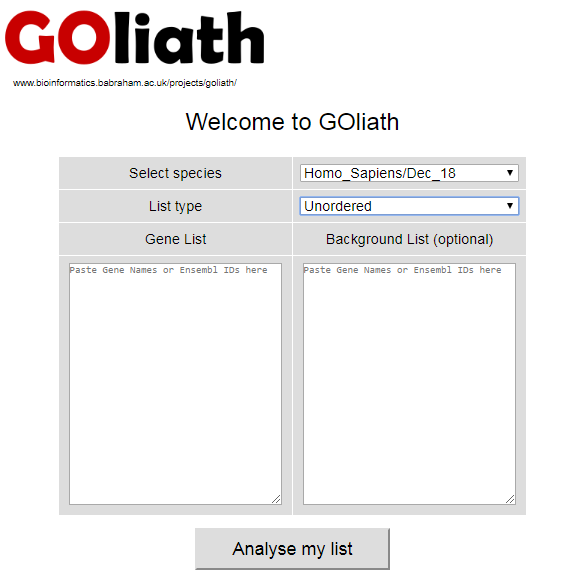 GOliath
www.bioinformatics.babraham.ac.uk/projects/goliath/
Welcome to GOliath
Select species Homo_Sapiens/Dec_18
List type Unordered
Gene List Background List (optional)
Paste Gene Names or Ensembl IDs here Paste Gene Names or Ensembl IDs here
Analyse my list